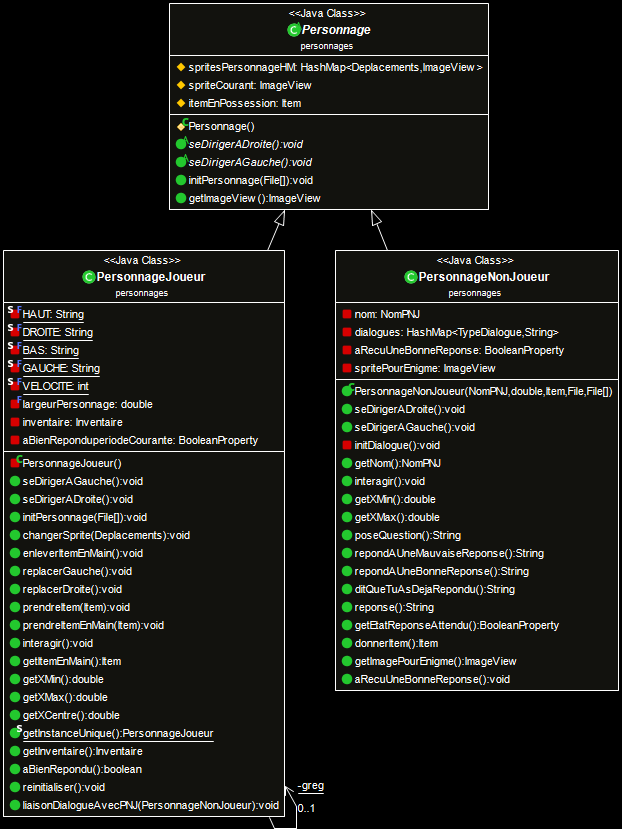 <<Java Class>>
Personnage
personnages
spritesPersonnageHM: HashMap<Deplacements,ImageView>
spriteCourant: ImageView
itemEnPossession: Item
Personnage()
seDirigerADroite():void
seDirigerAGauche():void
initPersonnage(File[]):void
getImageView():ImageView
<<Java Class>>
PersonnageJoueur
personnages
HAUT: String
DROITE: String
BAS: String
GAUCHE: String
VELOCITE: int
largeurPersonnage: double
inventaire: Inventaire
aBienReponduperiodeCourante: BooleanProperty
PersonnageJoueur()
seDirigerAGauche():void
seDirigerADroite():void
initPersonnage(File[]):void
changerSprite(Deplacements):void
enleverItemEnMain():void
replacerGauche():void
replacerDroite():void
prendreItem(Item):void
prendreItemEnMain(Item):void
interagir():void
getItemEnMain():Item
getXMin():double
getXMax():double
getXCentre():double
getInstanceUnique():PersonnageJoueur
getInventaire():Inventaire
aBienRepondu():boolean
reinitialiser():void
liaisonDialogueAvecPNJ(PersonnageNonJoueur):void
-greg
0..1
<<Java Class>>
PersonnageNonJoueur
personnages
nom: NomPNJ
dialogues: HashMap<TypeDialogue,String>
aRecuUneBonneReponse: BooleanProperty
spritePourEnigme: ImageView
PersonnageNonJoueur(NomPNJ,double,Item,File,File[])
seDirigerADroite():void
seDirigerAGauche():void
initDialogue():void
getNom():NomPNJ
interagir():void
getXMin():double
getXMax():double
poseQuestion():String
repondAUneMauvaiseReponse():String
repondAUneBonneReponse():String
ditQueTuAsDejaRepondu():String
reponse():String
getEtatReponseAttendu():BooleanProperty
donnerItem():Item
getImagePourEnigme():ImageView
aRecuUneBonneReponse():void